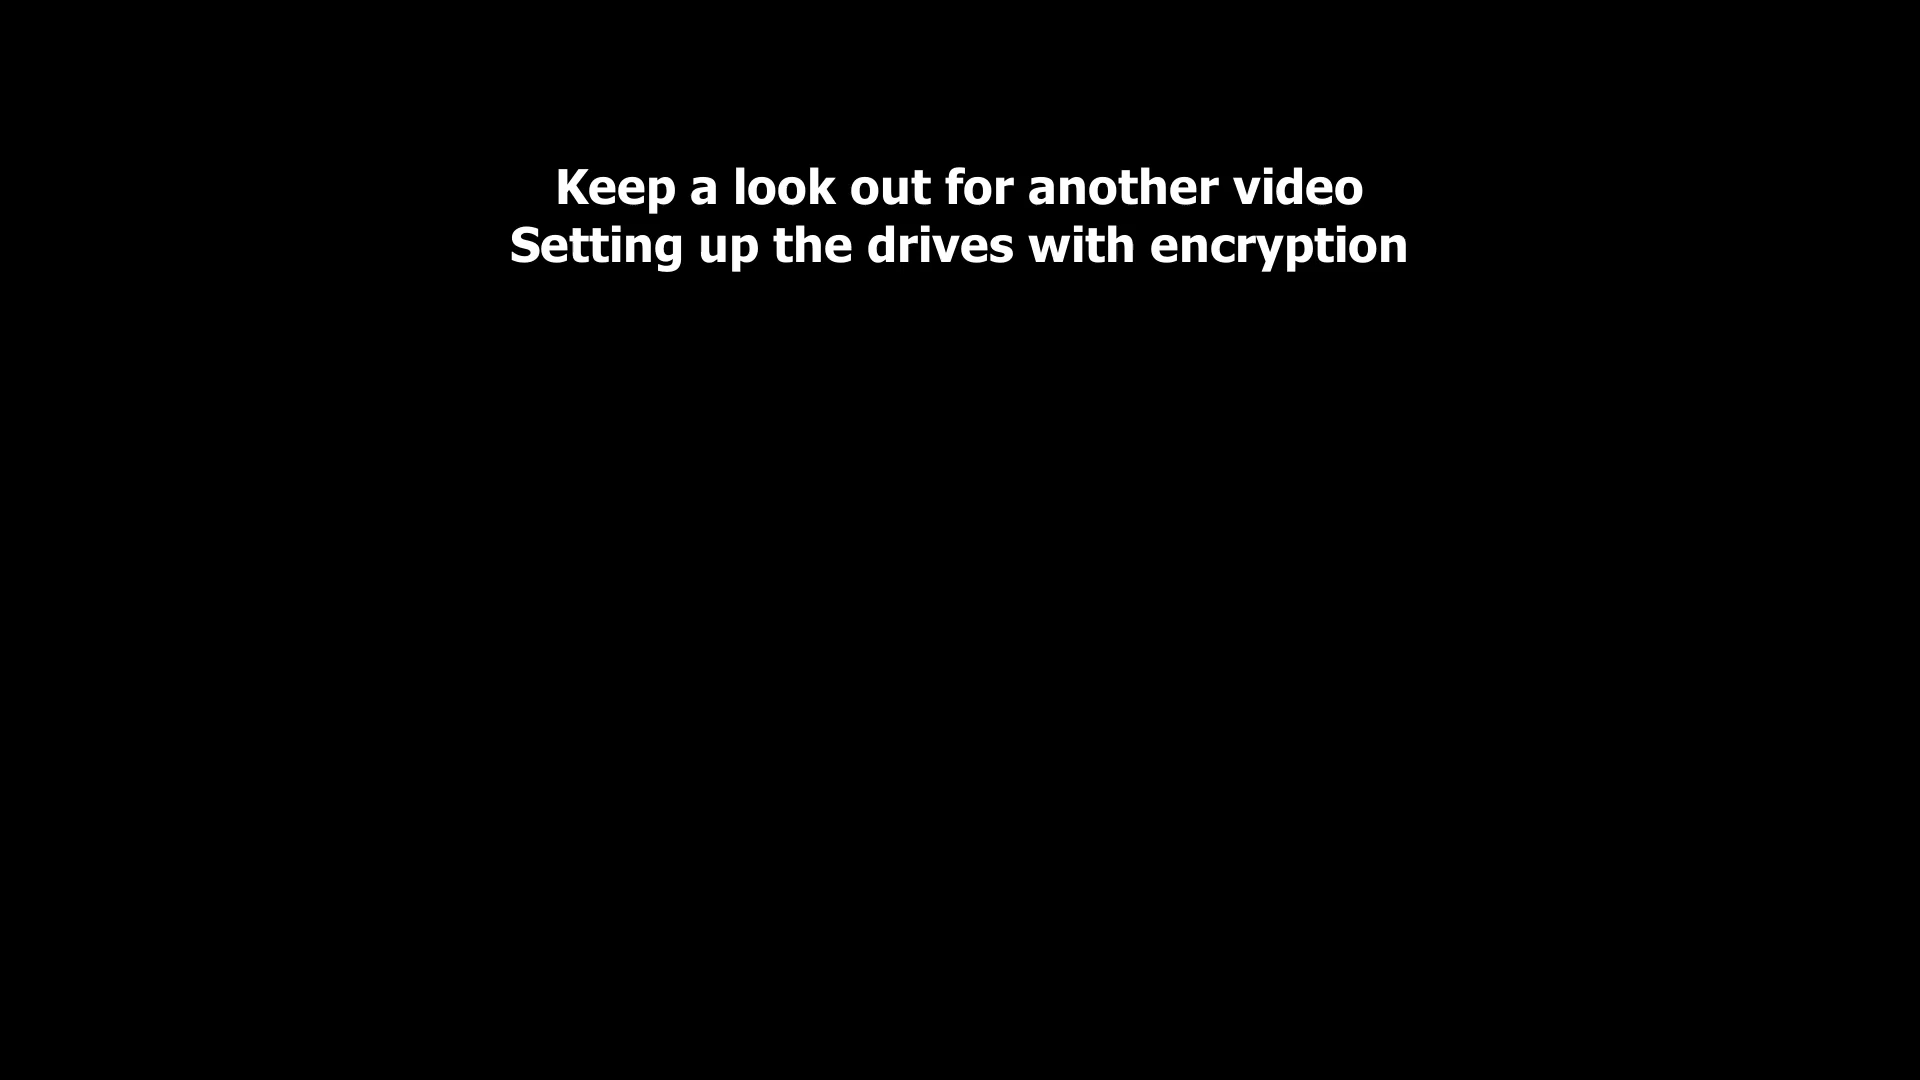 Keep a look out for another video
Setting up the drives with encryption